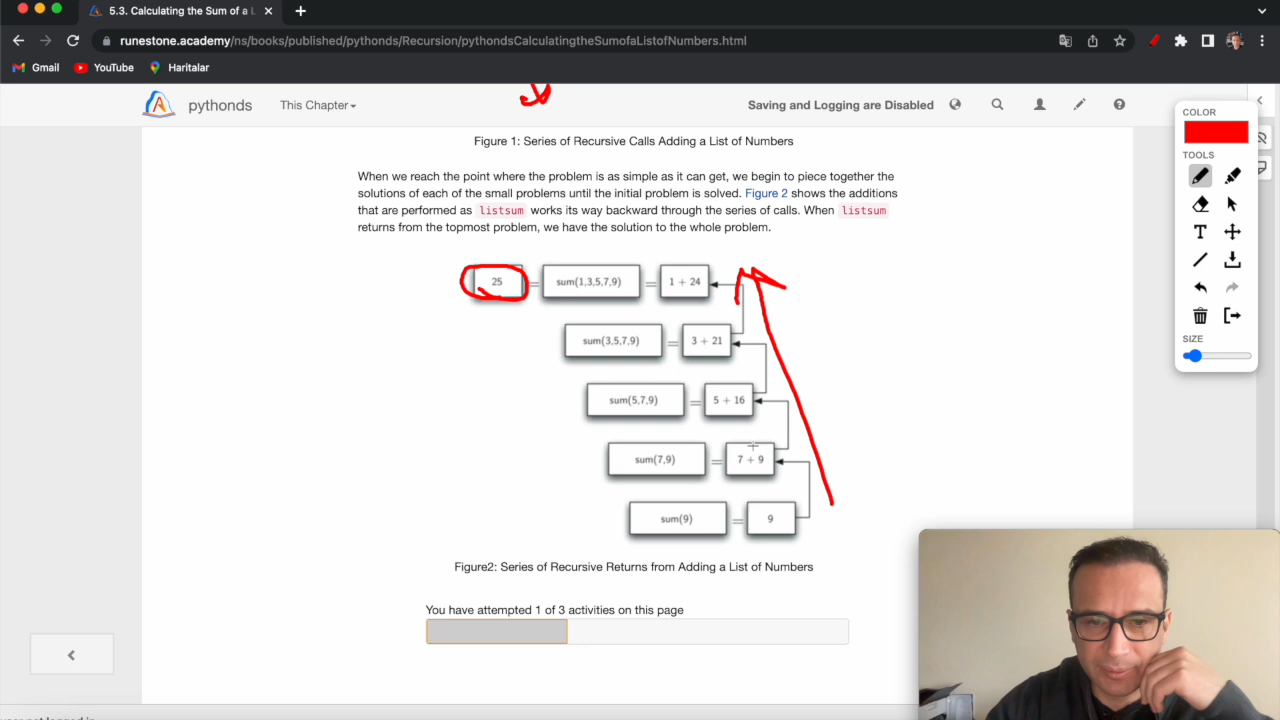 5.3. Calculating the Sum of a L
runestone.academy/ns/books/published/pythonds/Recursion/pythondsCalculatingtheSumofaListofNumbers.html
Gmail YouTube Haritalar
pythonds This Chapter Saving and Logging are Disabled
Figure 1: Series of Recursive Calls Adding a List of Numbers
When we reach the point where the problem is as simple as it can get, we begin to piece together the
solutions of each of the small problems until the initial problem is solved. Figure 2 shows the additions
that are performed as listsum works its way backward through the series of calls. When listsum
returns from the topmost problem, we have the solution to the whole problem.
25 = sum(1,3,5,7,9) = 1 + 24
sum(3,5,7,9) = 3 + 21
sum(5,7,9) = 5 + 16
sum(7,9) = 7 + 9
sum(9) = 9
Figure2: Series of Recursive Returns from Adding a List of Numbers
You have attempted 1 of 3 activities on this page
COLOR
TOOLS
T
SIZE